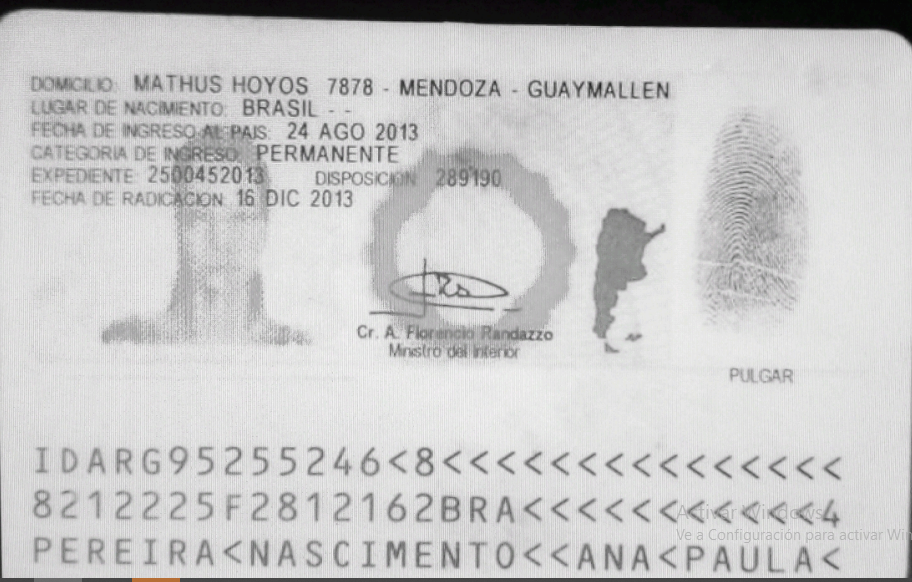 DOMICILIO: MATHUS HOYOS 7878 - MENDOZA - GUAYMALLEN
LUGAR DE NACIMIENTO: BRASIL - -
FECHA DE INGRESO AL PAIS: 24 AGO 2013
CATEGORIA DE INGRESO: PERMANENTE
EXPEDIENTE 2500452013 DISPOSICION 289190
FECHA DE RADICACION: 16 DIC 2013
Cr. A. Florencio Randazzo
Ministro del Interior
PULGAR
IDARG95255246<8<<<<<<<<<<<<<<<
8212225F2812162BRA<<<<<<<<<<<4
PEREIRA<NASCIMENTO<<ANA<PAULA<
Activar Windows
Ve a Configuración para activar Win